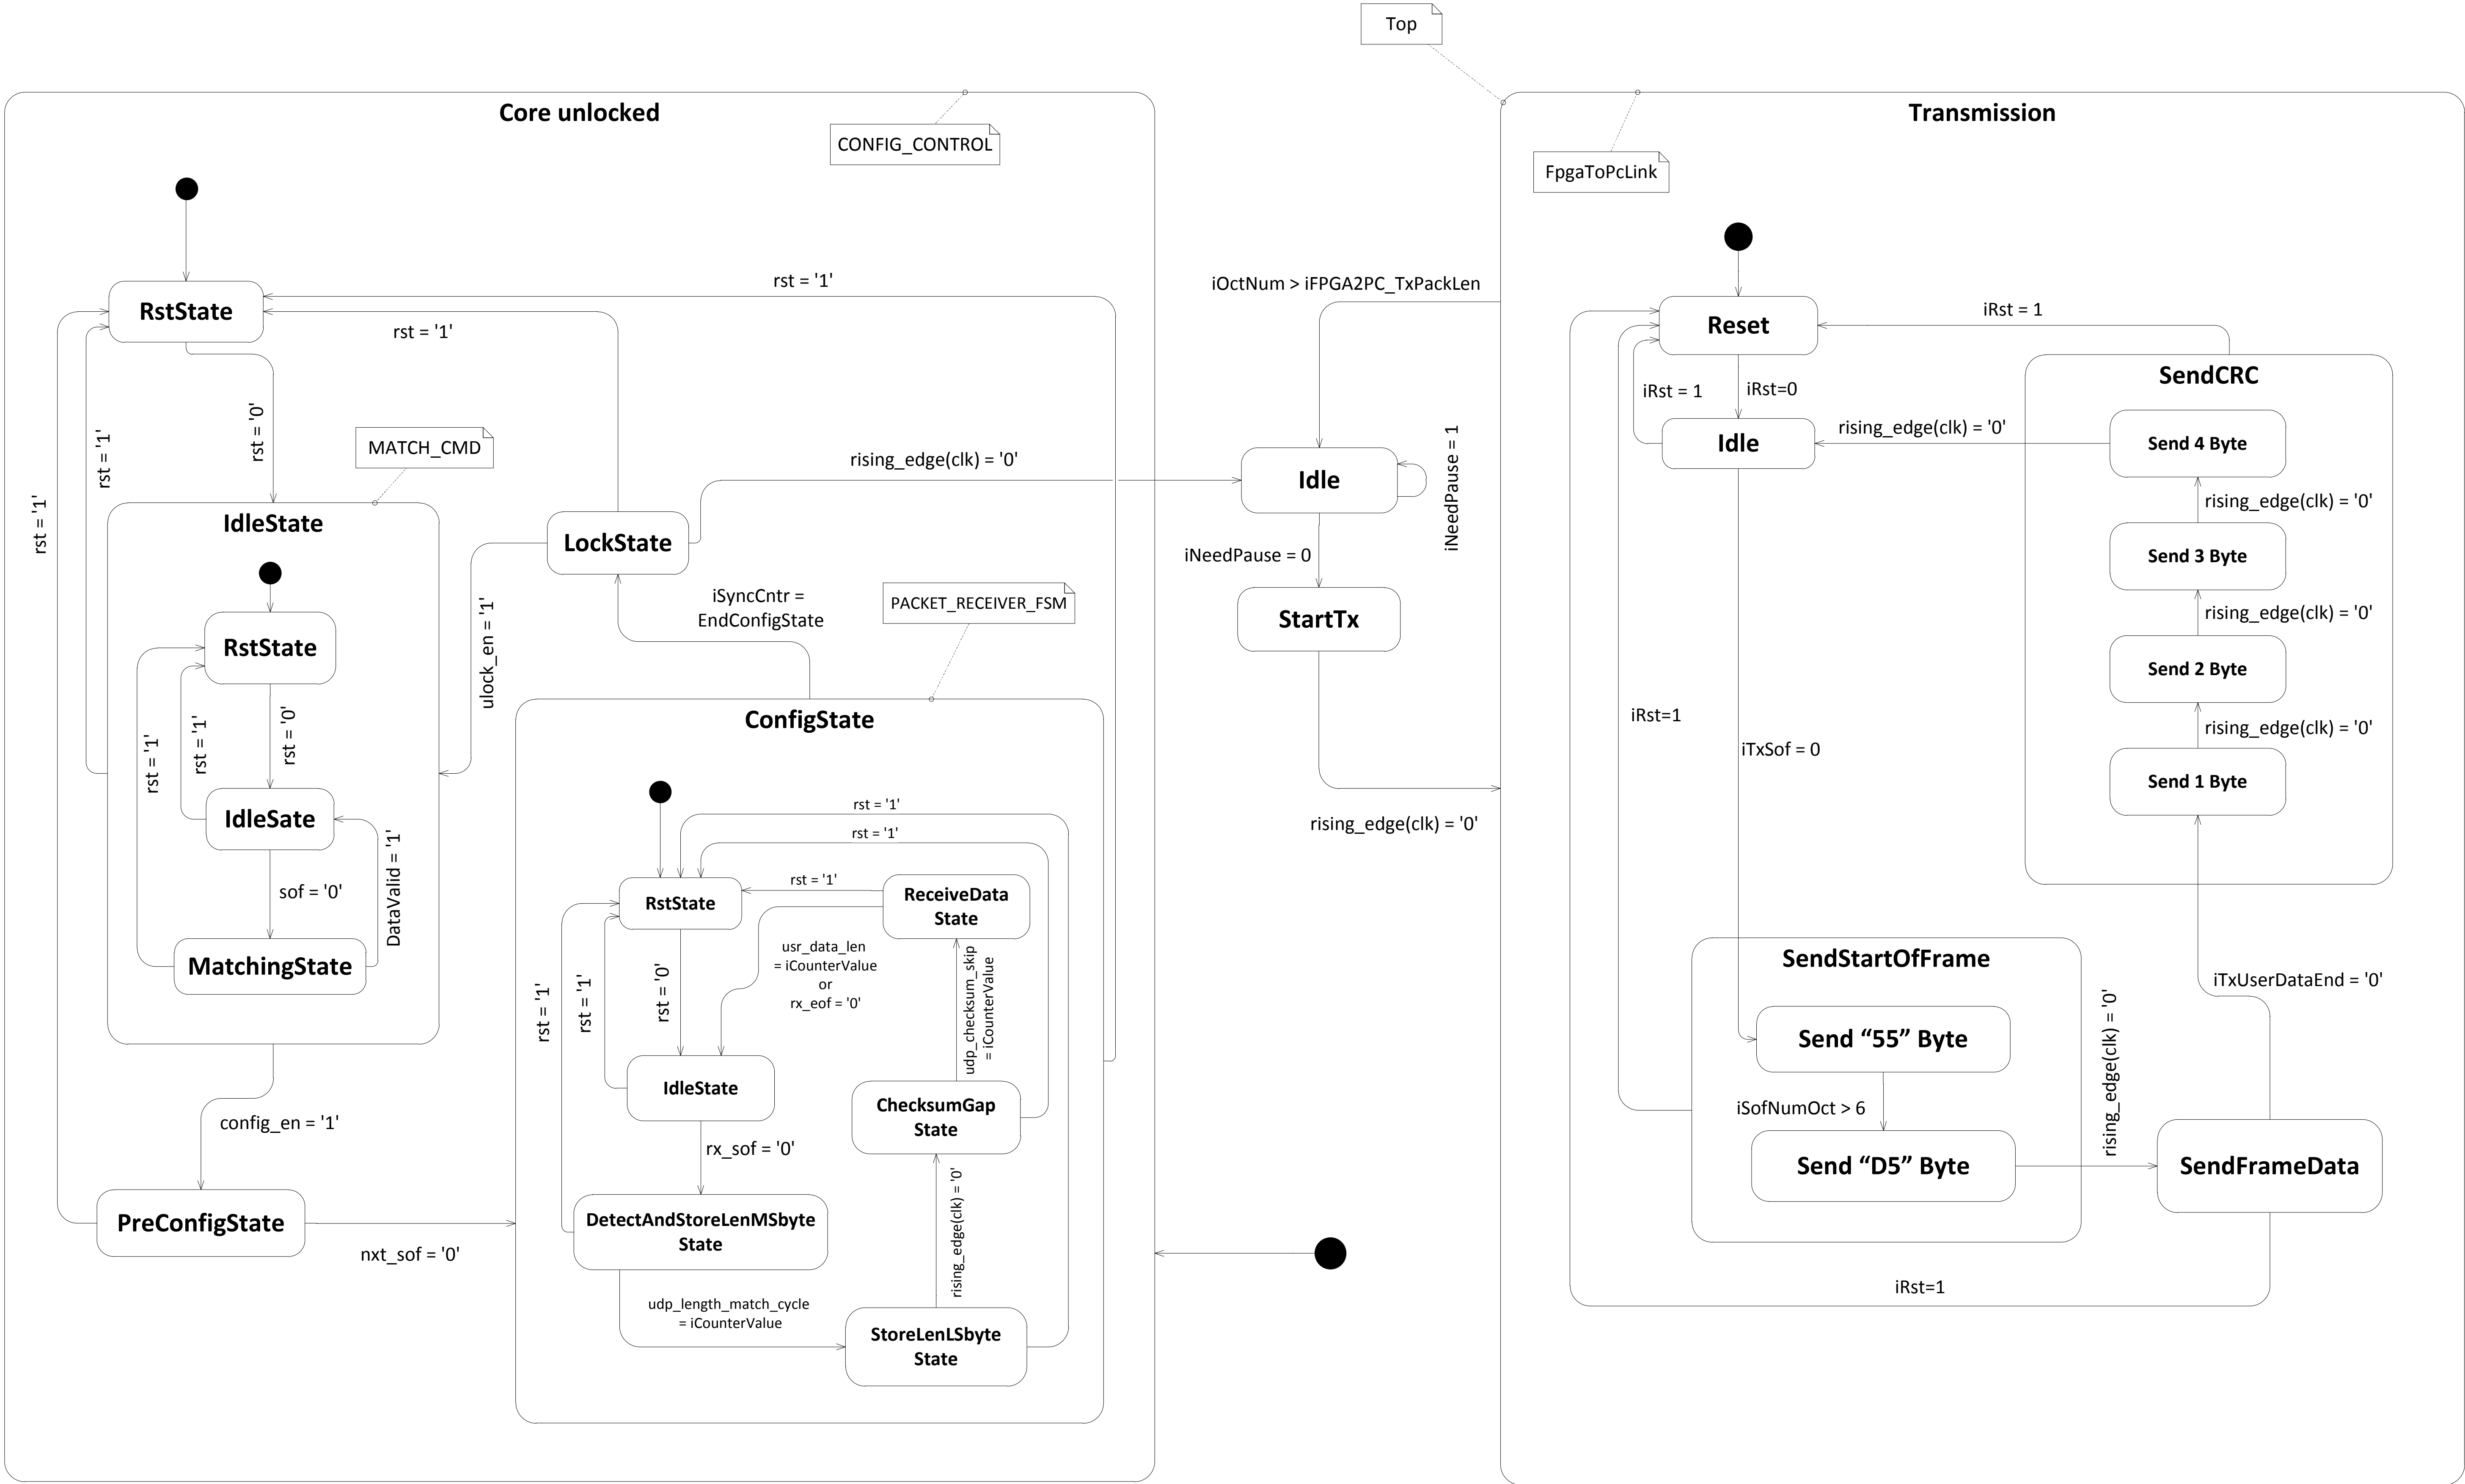 Top
Core unlocked
CONFIG_CONTROL
RstState
rst = '1'
rst = '1'
rst = '0'
rst = '1'
rst = '1'
MATCH_CMD
IdleState
RstState
rst = '1'
rst = '1'
rst = '0'
IdleSate
sof = '0'
DataValid = '1'
MatchingState
config_en = '1'
PreConfigState
nxt_sof = '0'
LockState
ulock_en = '1'
rising_edge(clk) = '0'
iSyncCntr =
EndConfigState
PACKET_RECEIVER_FSM
ConfigState
rst = '1'
rst = '1'
RstState
rst = '1'
ReceiveData
State
usr_data_len
= iCounterValue
or
rx_eof = '0'
rst = '1'
rst = '1'
rst = '0'
udp_checksum_skip
= iCounterValue
IdleState
ChecksumGap
State
rx_sof = '0'
DetectAndStoreLenMSbyte
State
rising_edge(clk) = '0'
udp_length_match_cycle
= iCounterValue
StoreLenLSbyte
State
iOctNum > iFPGA2PC_TxPackLen
Idle
iNeedPause = 1
iNeedPause = 0
StartTx
rising_edge(clk) = '0'
Transmission
FpgaToPcLink
Reset
iRst = 1
iRst = 1
iRst=0
Idle
rising_edge(clk) = '0'
SendCRC
Send 4 Byte
rising_edge(clk) = '0'
Send 3 Byte
rising_edge(clk) = '0'
Send 2 Byte
rising_edge(clk) = '0'
Send 1 Byte
iRst=1
iTxSof = 0
SendStartOfFrame
Send “55” Byte
iSofNumOct > 6
Send “D5” Byte
rising_edge(clk) = '0'
iTxUserDataEnd = '0'
SendFrameData
iRst=1